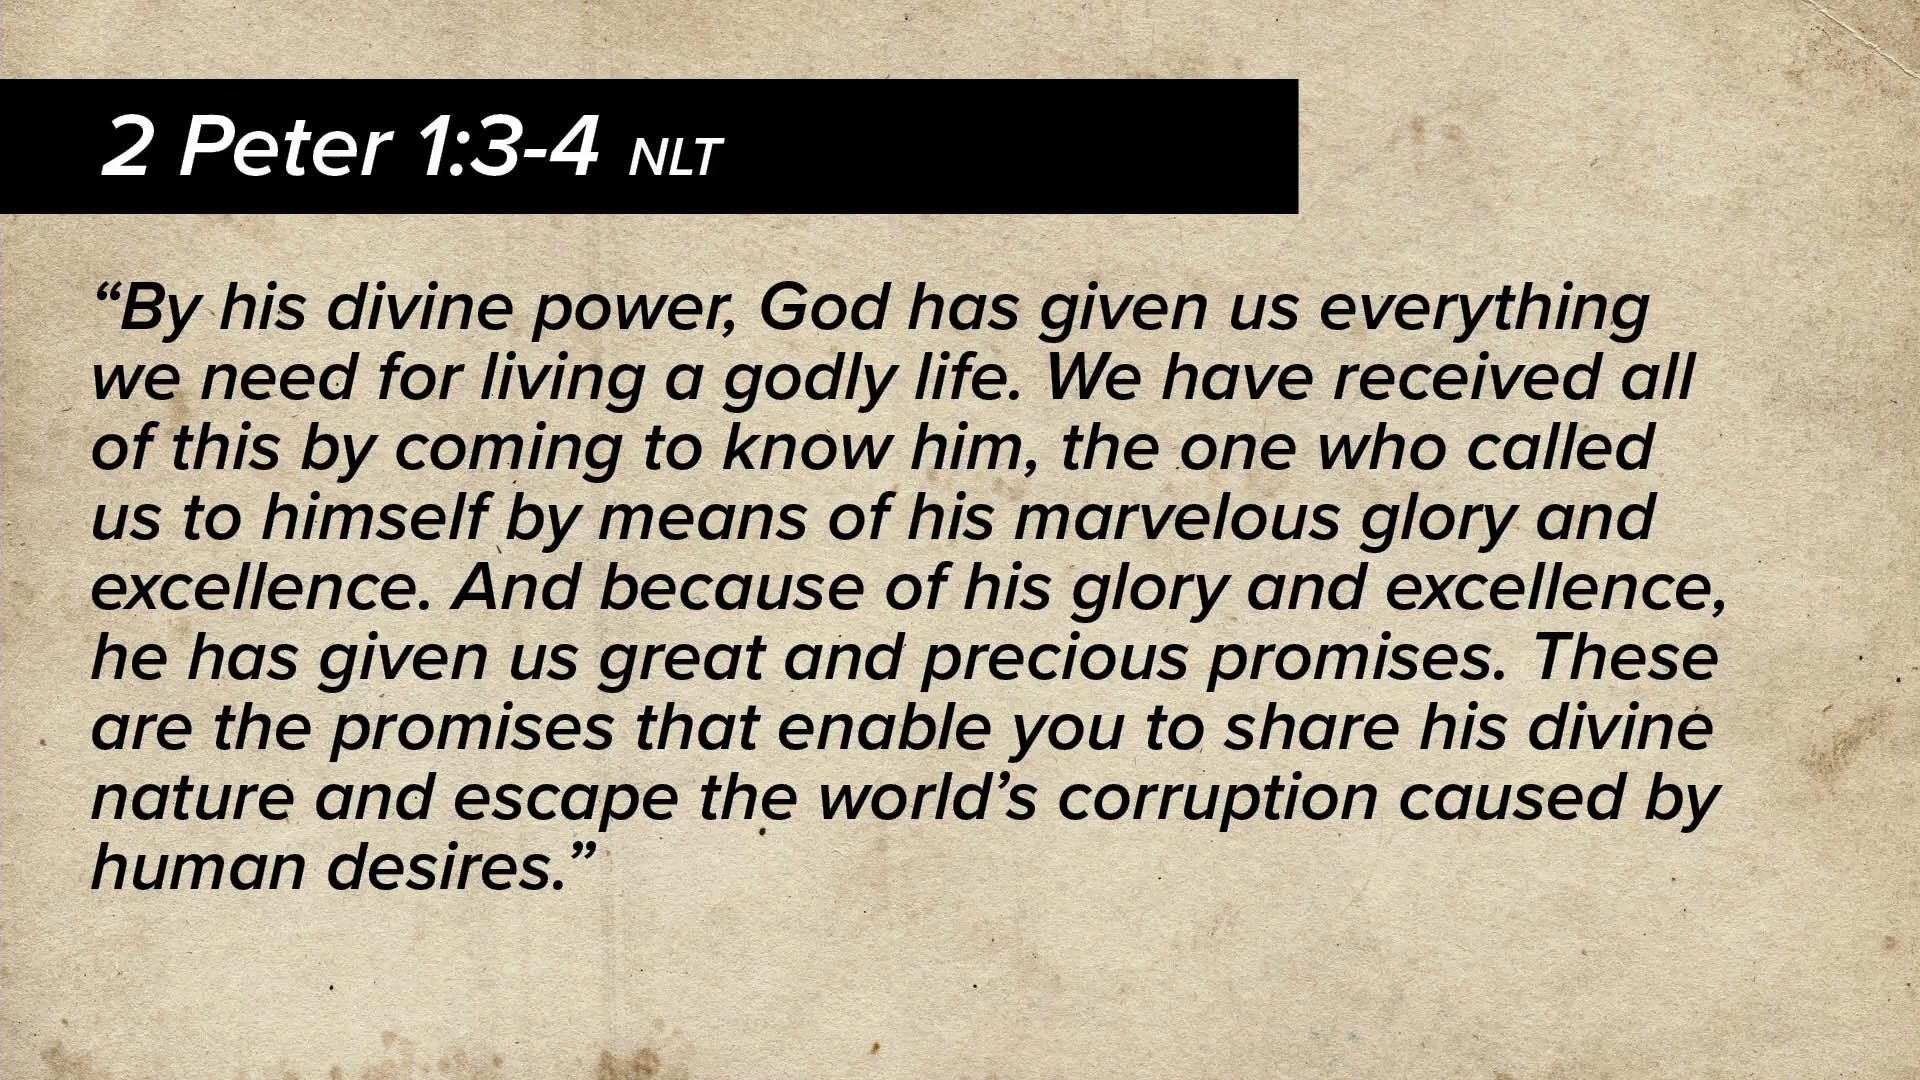 2 Peter 1:3-4 NLT
“By his divine power, God has given us everything
we need for living a godly life. We have received all
of this by coming to know him, the one who called
us to himself by means of his marvelous glory and
excellence. And because of his glory and excellence,
he has given us great and precious promises. These
are the promises that enable you to share his divine
nature and escape the world’s corruption caused by
human desires.”